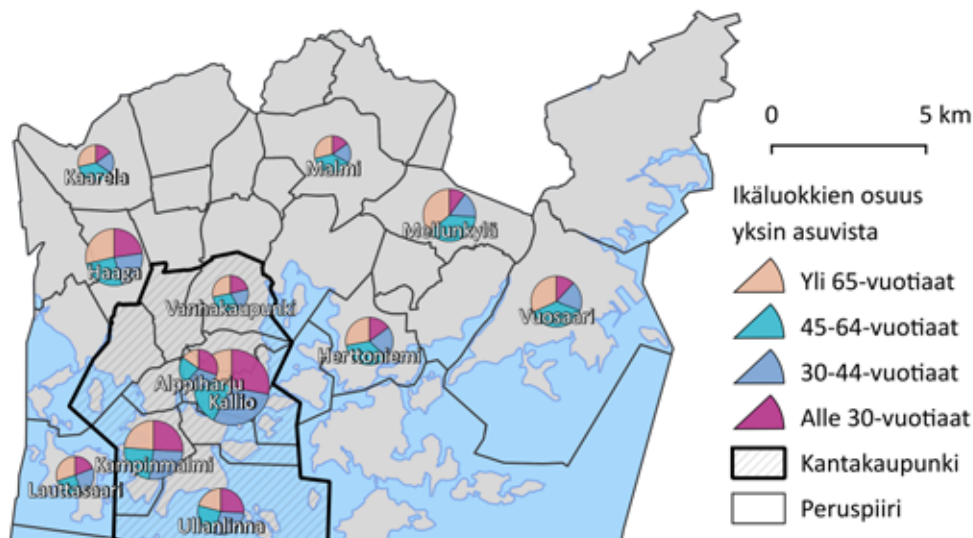 Kaarela
Malmi
Mellunkylä
Haaga
Vanhakaupunki
Vuosaari
Herttoniemi
Alppiharju
Kallio
Kampinmalmi
Lauttasaari
Ullanlinna
0 5 km
Ikäluokkien osuus
yksin asuvista
Yli 65-vuotiaat
45-64-vuotiaat
30-44-vuotiaat
Alle 30-vuotiaat
Kantakaupunki
Peruspiiri